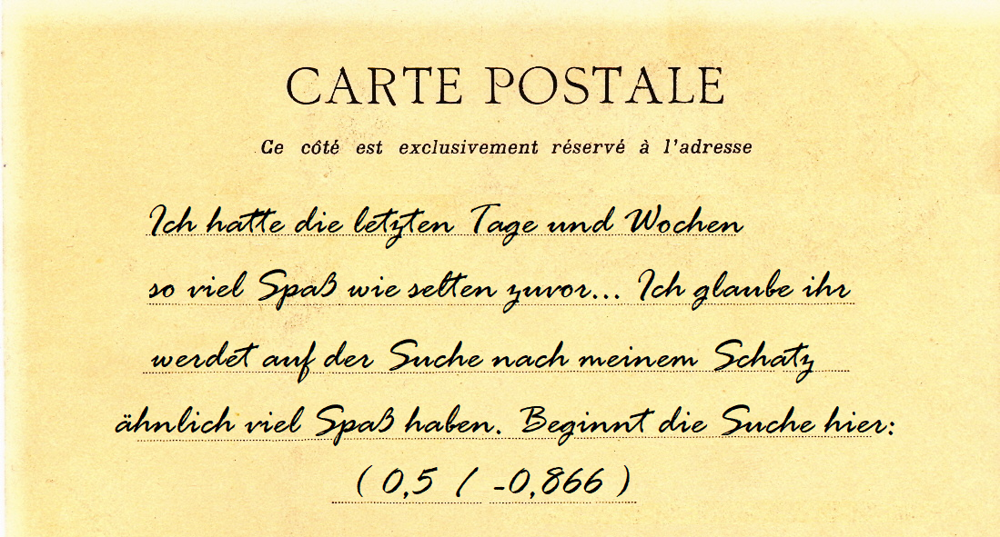 CARTE POSTALE
Ce côté est exclusivement réservé à l'adresse
Ich hatte die letzten Tage und Wochen
so viel Spaß wie selten zuvor... Ich glaube ihr
werdet auf der Suche nach meinem Schatz
ähnlich viel Spaß haben. Beginnt die Suche hier:
( 0,5 / -0,866 )